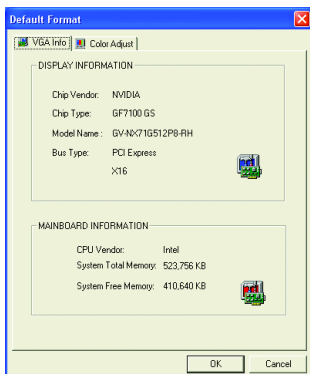 Default Format
VGA Info Color Adjust
DISPLAY INFORMATION
Chip Vendor: NVIDIA
Chip Type: GF7100 GS
Model Name : GV-NX71G512P8-RH
Bus Type: PCI Express
X16
MAINBOARD INFORMATION
CPU Vendor: Intel
System Total Memory: 523,756 KB
System Free Memory: 410,640 KB
OK Cancel